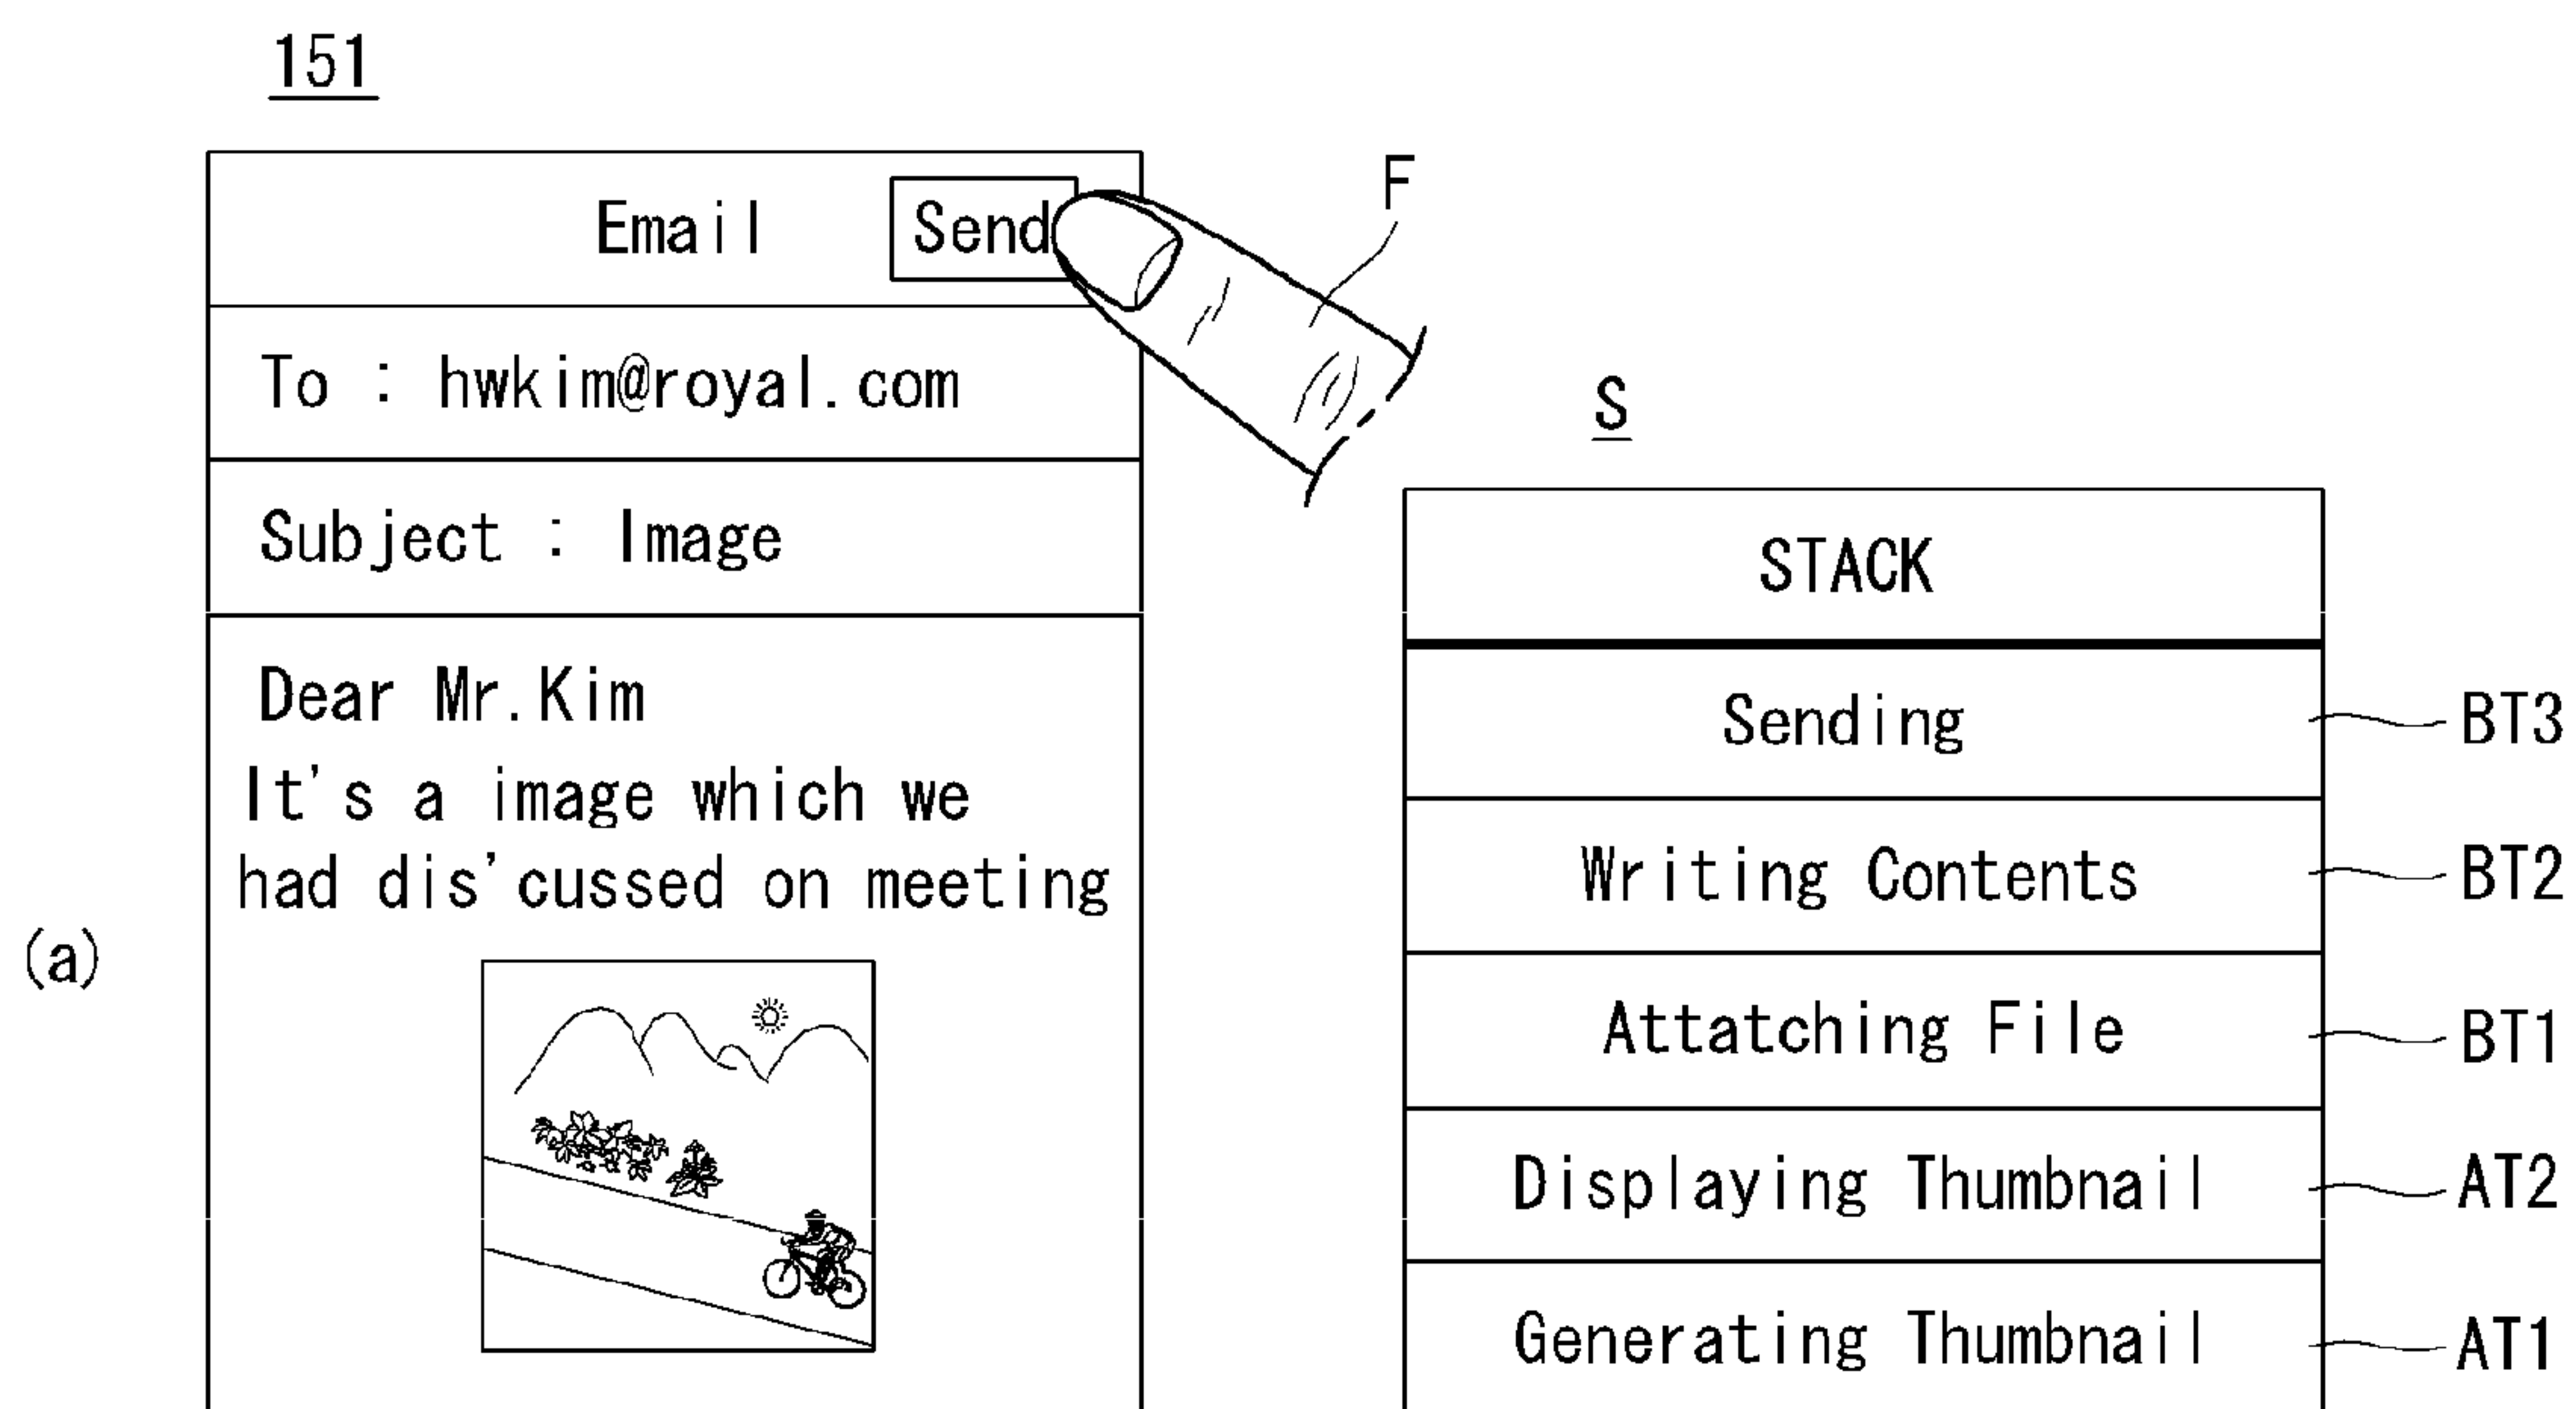 151
Email
Send
F
To : hwkim@royal.com
Subject : Image
Dear Mr.Kim
It's a image which we
had dis'cussed on meeting
(a)
S
STACK
Sending
BT3
Writing Contents
BT2
Attatching File
BT1
Displaying Thumbnail
AT2
Generating Thumbnail
AT1